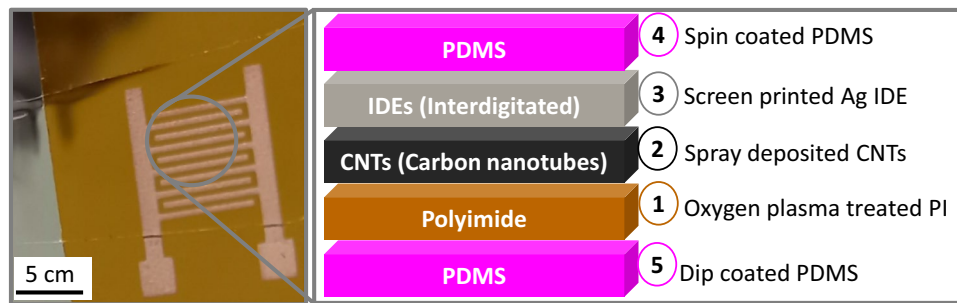 PDMS
4 Spin coated PDMS
IDEs (Interdigitated)
3 Screen printed Ag IDE
CNTs (Carbon nanotubes)
2 Spray deposited CNTs
Polyimide
1 Oxygen plasma treated PI
PDMS
5 Dip coated PDMS
5 cm